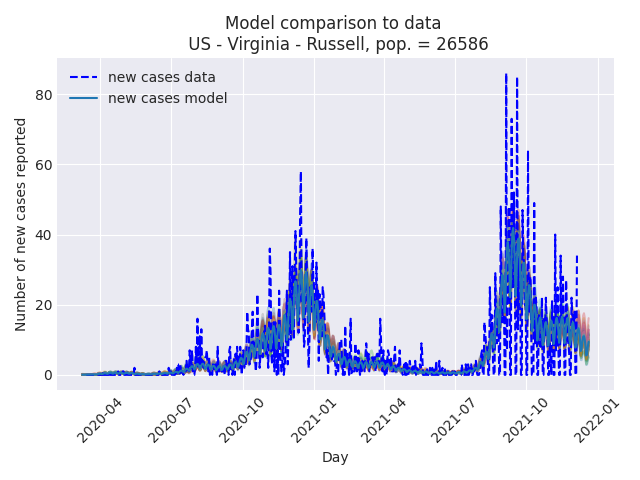 Model comparison to data
US - Virginia - Russell, pop. = 26586
new cases data
new cases model
Number of new cases reported
80
60
40
20
0
2020-04
2020-07
2020-10
2021-01
2021-04
2021-07
2021-10
2022-01
Day